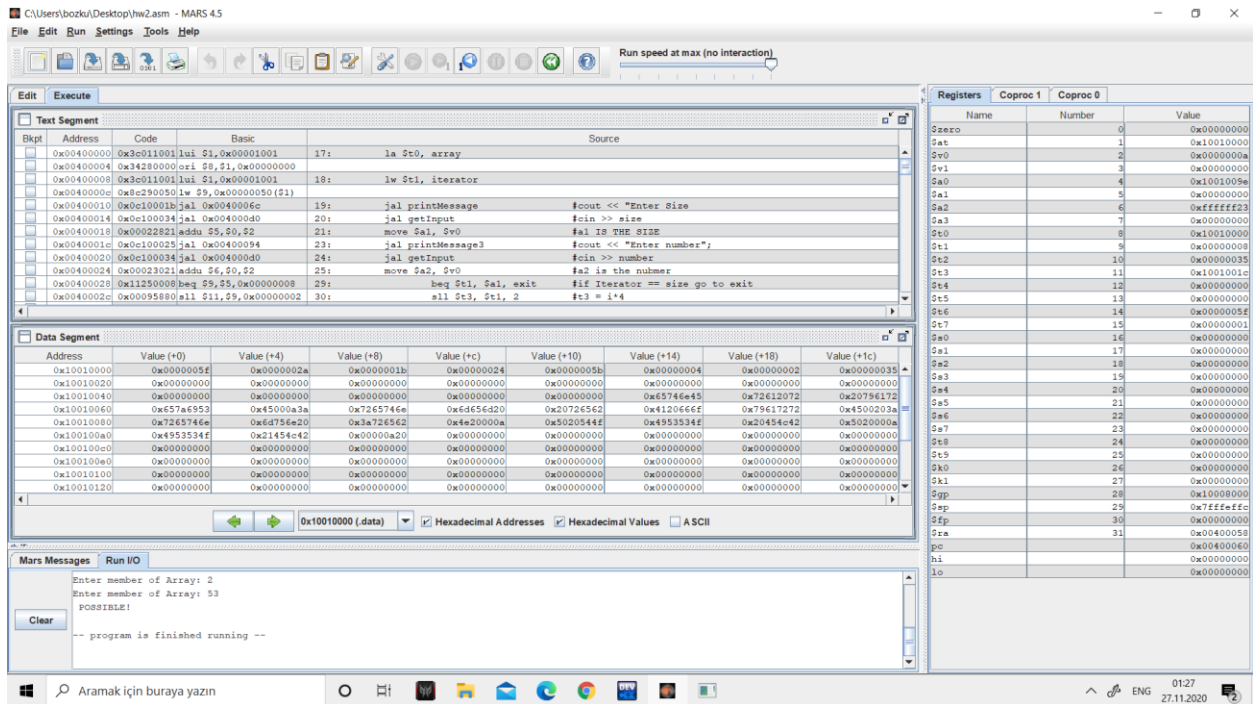 C:\Users\bozku\Desktop\hw2.asm - MARS 4.5
File Edit Run Settings Tools Help
Run speed at max (no interaction)
Edit Execute
Text Segment
Bkpt Address Code Basic Source
0x00400000 0x3c011001 lui $1,0x00001001 17: la $t0, array
0x00400004 0x34280000 ori $8,$1,0x00000000
0x00400008 0x3c011001 lui $1,0x00001001 18: lw $t1, iterator
0x0040000c 0x8c290050 lw $9,0x00000050($1)
0x00400010 0x0c10001b jal 0x0040006c 19: jal printMessage #cout << "Enter Size
0x00400014 0x0c100034 jal 0x004000d0 20: jal getInput #cin >> size
0x00400018 0x00022821 addu $5,$0,$2 21: move $a1, $v0 #a1 IS THE SIZE
0x0040001c 0x0c100025 jal 0x00400094 23: jal printMessage3 #cout << "Enter number";
0x00400020 0x0c100034 jal 0x004000d0 24: jal getInput #cin >> number
0x00400024 0x00023021 addu $6,$0,$2 25: move $a2, $v0 #a2 is the nubmer
0x00400028 0x11250008 beq $9,$5,0x00000008 29: beq $t1, $a1, exit #if Iterator == size go to exit
0x0040002c 0x00095880 sll $11,$9,0x00000002 30: sll $t3, $t1, 2 #t3 = i*4
Data Segment
Address Value (+0) Value (+4) Value (+8) Value (+c) Value (+10) Value (+14) Value (+18) Value (+1c)
0x10010000 0x0000005f 0x0000002a 0x0000001b 0x00000024 0x0000005b 0x00000004 0x00000002 0x00000035
0x10010020 0x00000000 0x00000000 0x00000000 0x00000000 0x00000000 0x00000000 0x00000000 0x00000000
0x10010040 0x00000000 0x00000000 0x00000000 0x00000000 0x00000000 0x65746e45 0x72612072 0x20796172
0x10010060 0x657a6953 0x45000a3a 0x7265746e 0x6d656d20 0x20726562 0x4120666f 0x79617272 0x4500203a
0x10010080 0x7265746e 0x6d756e20 0x3a726562 0x4e20000a 0x5020544f 0x4953534f 0x20454c42 0x5020000a
0x100100a0 0x4953534f 0x21454c42 0x00000a20 0x00000000 0x00000000 0x00000000 0x00000000 0x00000000
0x100100c0 0x00000000 0x00000000 0x00000000 0x00000000 0x00000000 0x00000000 0x00000000 0x00000000
0x100100e0 0x00000000 0x00000000 0x00000000 0x00000000 0x00000000 0x00000000 0x00000000 0x00000000
0x10010100 0x00000000 0x00000000 0x00000000 0x00000000 0x00000000 0x00000000 0x00000000 0x00000000
0x10010120 0x00000000 0x00000000 0x00000000 0x00000000 0x00000000 0x00000000 0x00000000 0x00000000
0x10010000 (.data) Hexadecimal Addresses Hexadecimal Values ASCII
Mars Messages Run I/O
Enter member of Array: 2
Enter member of Array: 53
POSSIBLE!
Clear
-- program is finished running --
Registers Coproc 1 Coproc 0
Name Number Value
$zero 0 0x00000000
$at 1 0x10010000
$v0 2 0x0000000a
$v1 3 0x00000000
$a0 4 0x1001009e
$a1 5 0x00000008
$a2 6 0xffffff23
$a3 7 0x00000000
$t0 8 0x10010000
$t1 9 0x00000008
$t2 10 0x00000035
$t3 11 0x1001001c
$t4 12 0x00000000
$t5 13 0x00000000
$t6 14 0x0000005f
$t7 15 0x00000001
$s0 16 0x00000000
$s1 17 0x00000000
$s2 18 0x00000000
$s3 19 0x00000000
$s4 20 0x00000000
$s5 21 0x00000000
$s6 22 0x00000000
$s7 23 0x00000000
$t8 24 0x00000000
$t9 25 0x00000000
$k0 26 0x00000000
$k1 27 0x00000000
$gp 28 0x10008000
$sp 29 0x7fffeffc
$fp 30 0x00000000
$ra 31 0x00400058
pc 0x00400060
hi 0x00000000
lo 0x00000000
Aramak için buraya yazın
DEV
ENG
01:27
27.11.2020
2